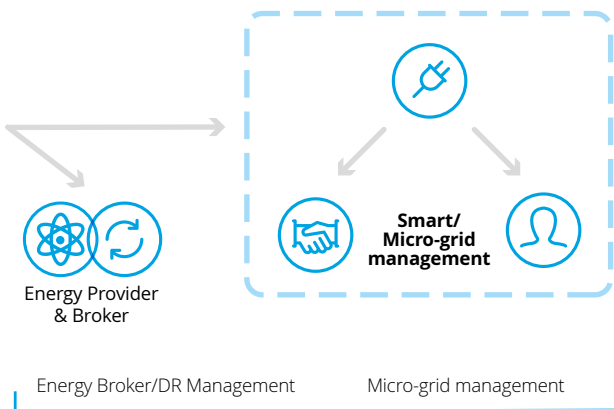 Smart/
Micro-grid
management
Energy Provider
& Broker
Energy Broker/DR Management
Micro-grid management